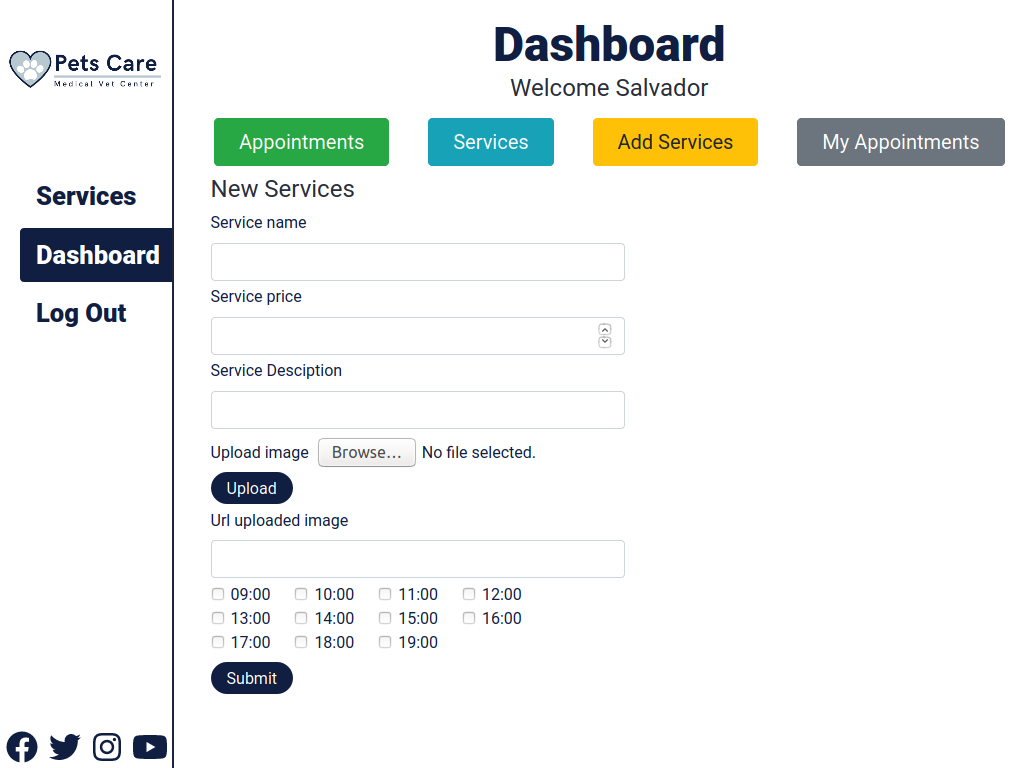 Pets Care
Medical Vet Center
Services
Dashboard
Log Out
Dashboard
Welcome Salvador
Appointments Services Add Services My Appointments
New Services
Service name
Service price
Service Desciption
Upload image Browse... No file selected.
Upload
Url uploaded image
09:00 10:00 11:00 12:00
13:00 14:00 15:00 16:00
17:00 18:00 19:00
Submit